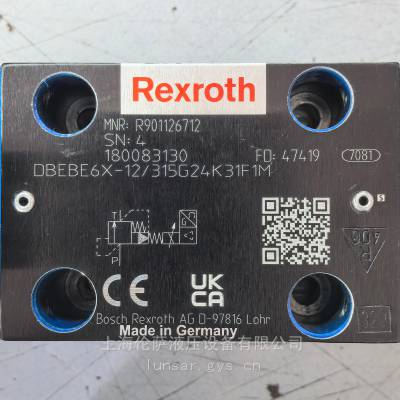 Rexroth
MNR: R901126712
SN: 4
180083130 FD: 47419 7081
DBEBE6X-12/315G24K31F1M
T
P
S
CE UK CA
Bosch Rexroth AG D-97816 Lohr
Made in Germany
上海伦萨液压设备有限公司
lunsar.gys.cn